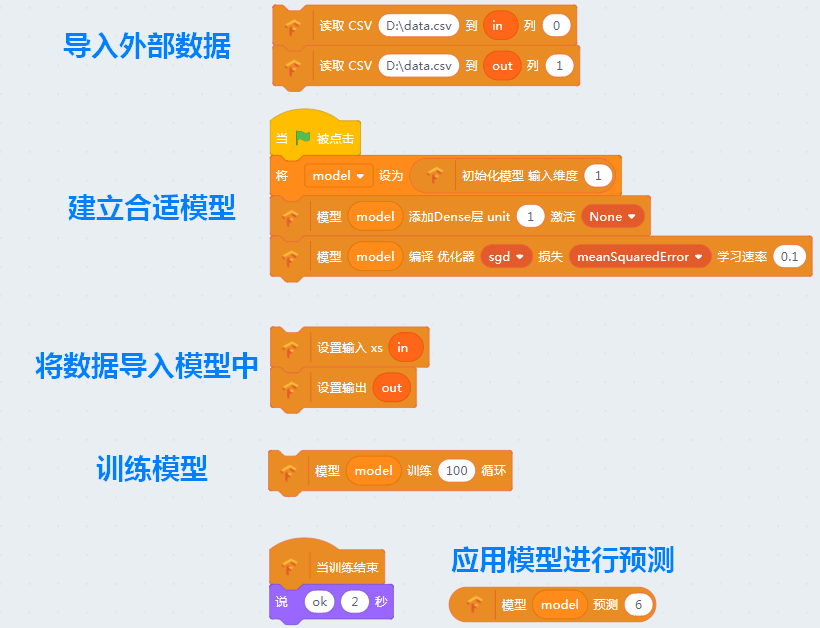 导入外部数据
读取 CSV D:\data.csv 到 in 列 0
读取 CSV D:\data.csv 到 out 列 1
建立合适模型
当 被点击
将 model 设为 初始化模型 输入维度 1
模型 model 添加Dense层 unit 1 激活 None
模型 model 编译 优化器 sgd 损失 meanSquaredError 学习速率 0.1
将数据导入模型中
设置输入 xs in
设置输出 out
训练模型
模型 model 训练 100 循环
当训练结束
说 ok 2 秒
应用模型进行预测
模型 model 预测 6